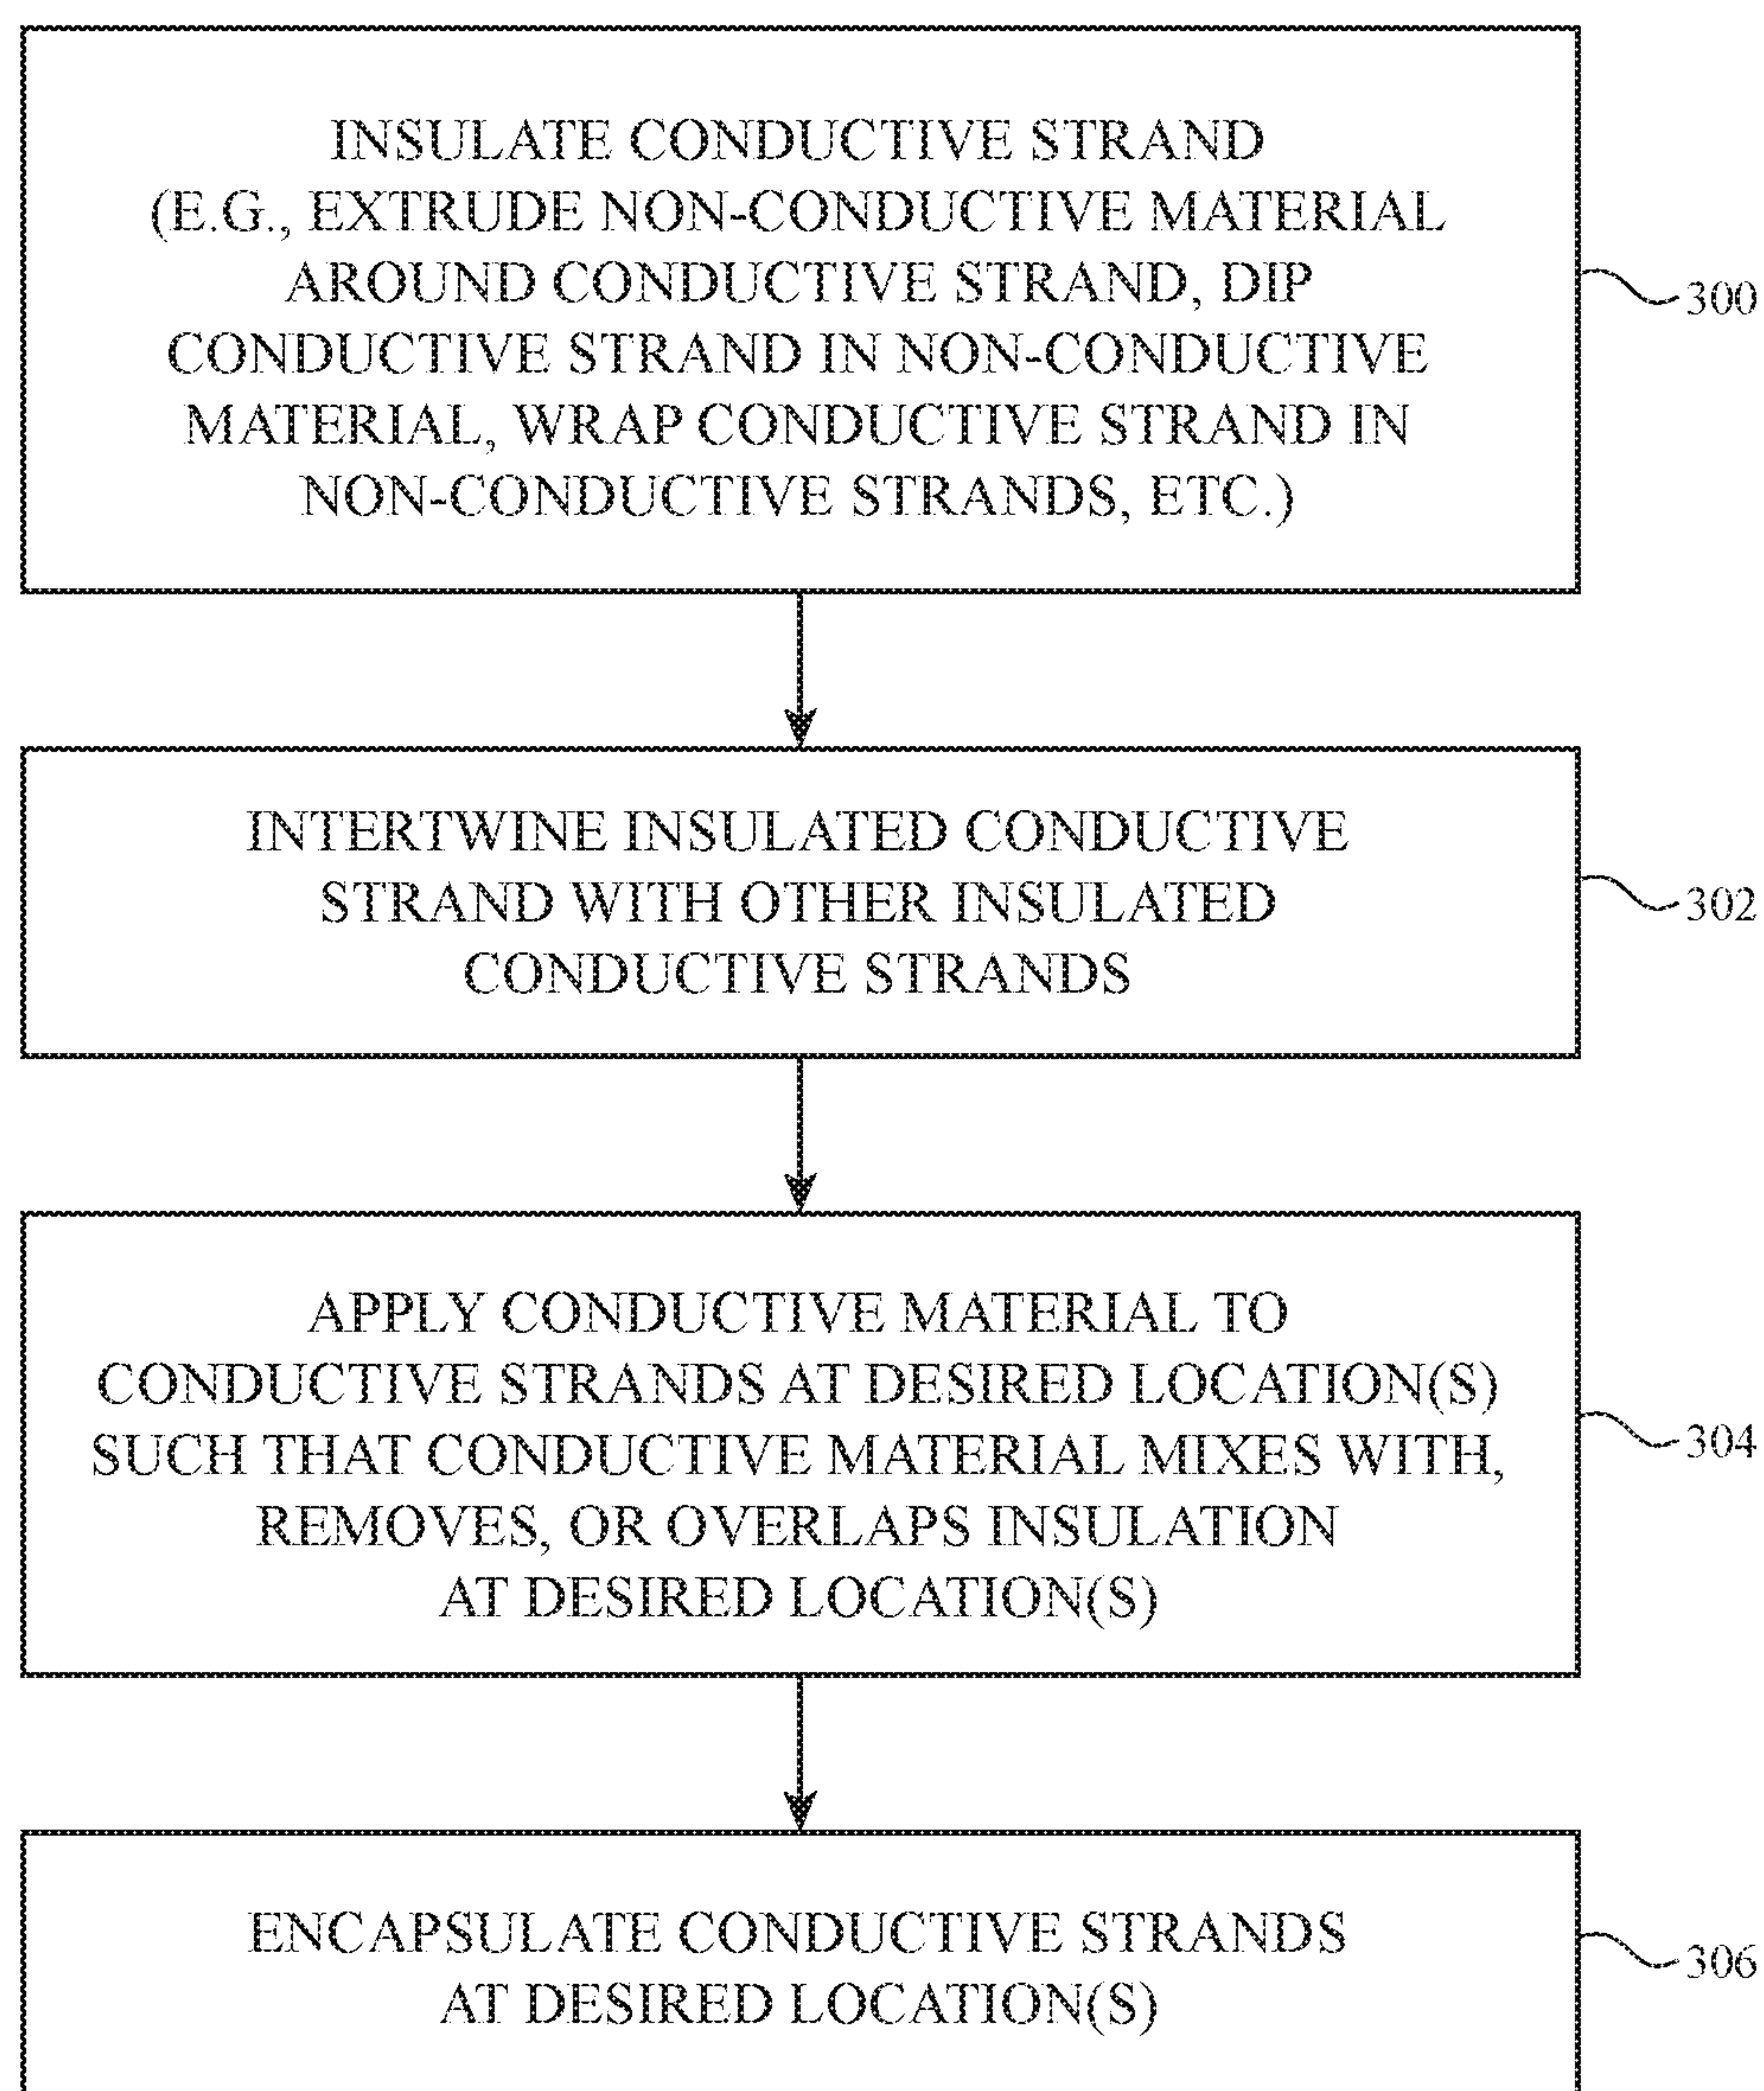 INSULATE CONDUCTIVE STRAND
(E.G., EXTRUDE NON-CONDUCTIVE MATERIAL
AROUND CONDUCTIVE STRAND, DIP
CONDUCTIVE STRAND IN NON-CONDUCTIVE
MATERIAL, WRAP CONDUCTIVE STRAND IN
NON-CONDUCTIVE STRANDS, ETC.)
300
INTERTWINE INSULATED CONDUCTIVE
STRAND WITH OTHER INSULATED
CONDUCTIVE STRANDS
302
APPLY CONDUCTIVE MATERIAL TO
CONDUCTIVE STRANDS AT DESIRED LOCATION(S)
SUCH THAT CONDUCTIVE MATERIAL MIXES WITH,
REMOVES, OR OVERLAPS INSULATION
AT DESIRED LOCATION(S)
304
ENCAPSULATE CONDUCTIVE STRANDS
AT DESIRED LOCATION(S)
306